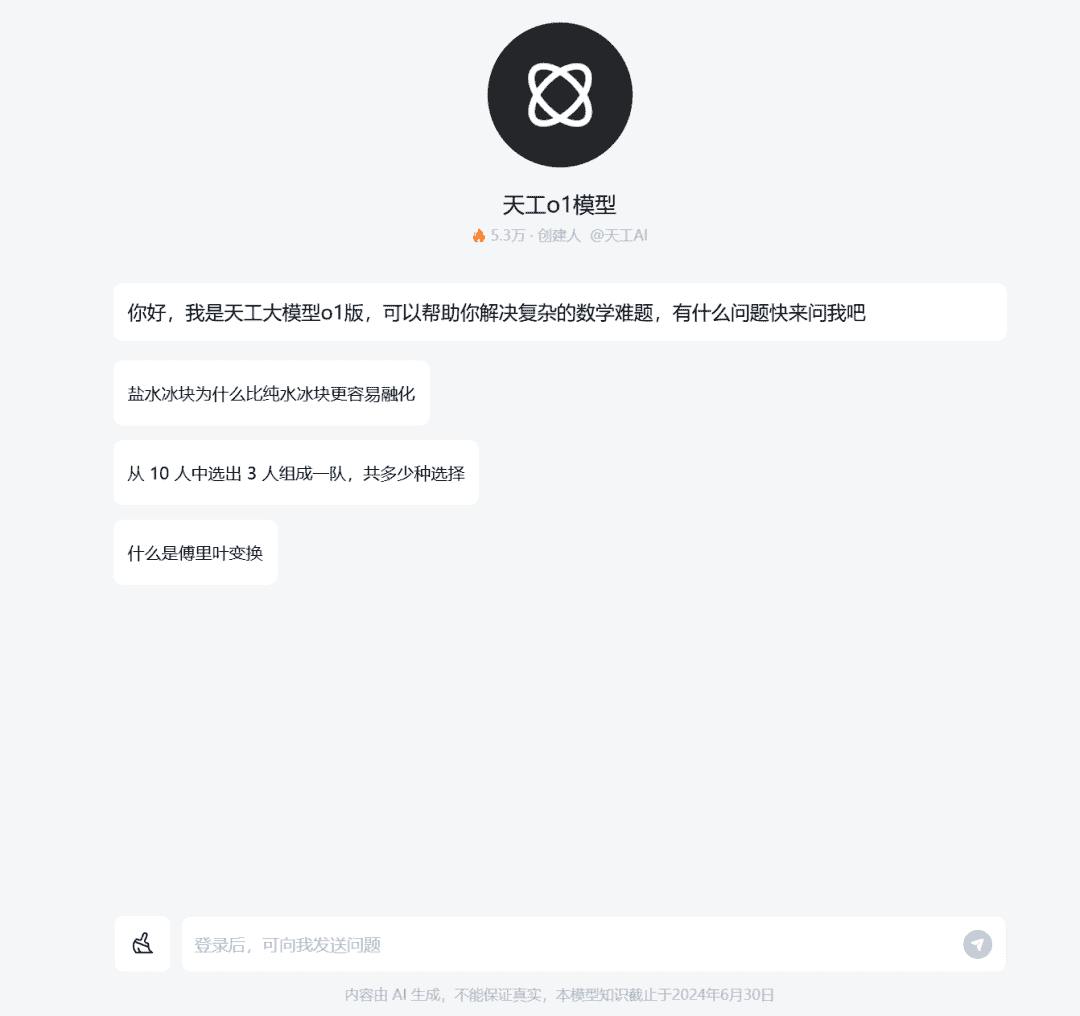 天工o1模型
5.3万 · 创建人 @天工AI
你好，我是天工大模型o1版，可以帮助你解决复杂的数学难题，有什么问题快来问我吧
盐水冰块为什么比纯水冰块更容易融化
从 10 人中选出 3 人组成一队，共多少种选择
什么是傅里叶变换
登录后，可向我发送问题
内容由 AI 生成，不能保证真实，本模型知识截止于2024年6月30日